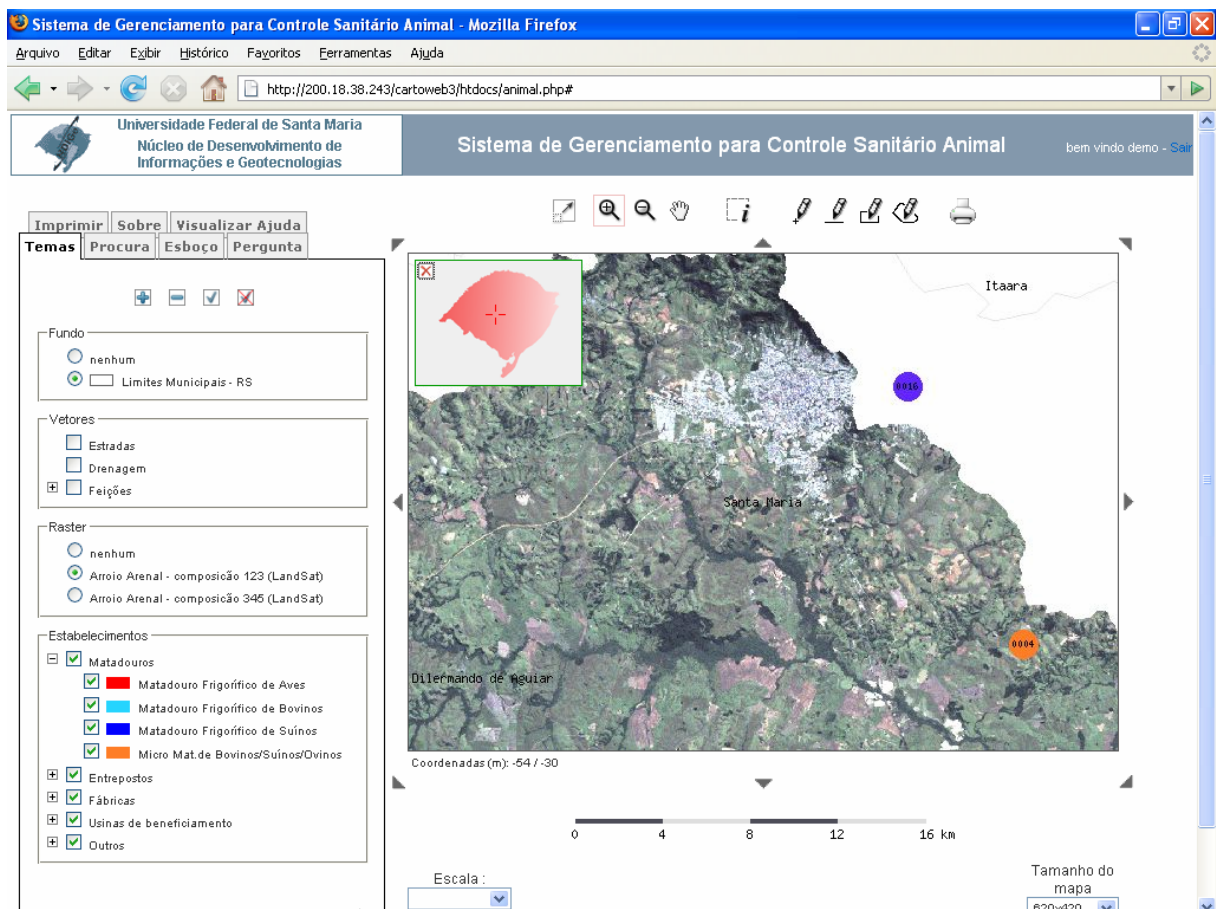 Sistema de Gerenciamento para Controle Sanitário Animal - Mozilla Firefox
Arquivo Editar Exibir Histórico Favoritos Ferramentas Ajuda
http://200.18.38.243/cartoweb3/htdocs/animal.php#
Universidade Federal de Santa Maria
Núcleo de Desenvolvimento de
Informações e Geotecnologias
Sistema de Gerenciamento para Controle Sanitário Animal
bem vindo demo - Sair
Imprimir Sobre Visualizar Ajuda
Temas Procura Esboço Pergunta
Fundo
nenhum
Limites Municipais - RS
Vetores
Estradas
Drenagem
Feições
Raster
nenhum
Arroio Arenal - composicão 123 (LandSat)
Arroio Arenal - composicão 345 (LandSat)
Estabelecimentos
Matadouros
Matadouro Frigorífico de Aves
Matadouro Frigorífico de Bovinos
Matadouro Frigorífico de Suínos
Micro Mat.de Bovinos/Suínos/Ovinos
Entrepostos
Fábricas
Usinas de beneficiamento
Outros
Itaara
0016
Santa Maria
0004
Dilermando de Aguiar
Coordenadas (m): -54 / -30
0 4 8 12 16 km
Escala :
Tamanho do
mapa
620x420